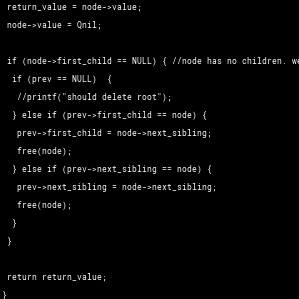 return_value = node->value;
node->value = Qnil;
if (node->first_child == NULL) { //node has no children.
if (prev == NULL)  {
//printf("should delete root");
} else if (prev->first_child == node) {
prev->first_child = node->next_sibling;
free(node);
} else if (prev->next_sibling == node) {
prev->next_sibling = node->next_sibling;
free(node);
}
}
return return_value;
}